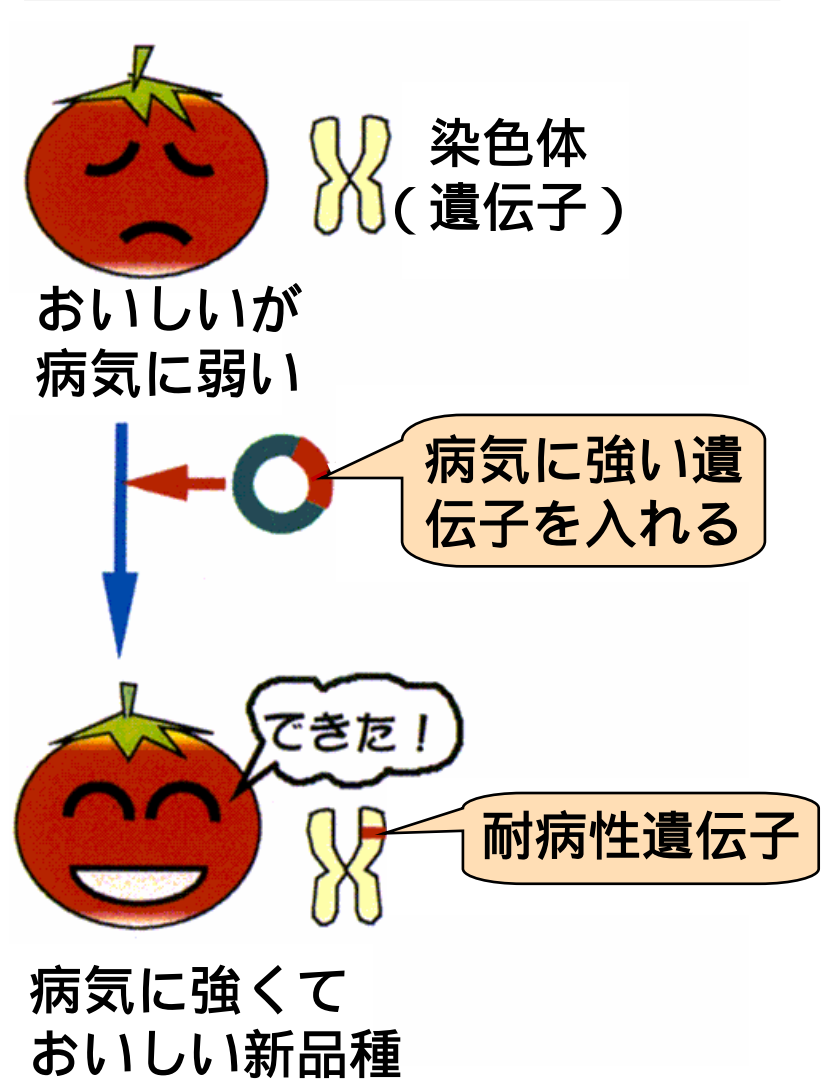 染色体
(遺伝子)
おいしいが
病気に弱い
病気に強い遺
伝子を入れる
できた!
耐病性遺伝子
病気に強くて
おいしい新品種